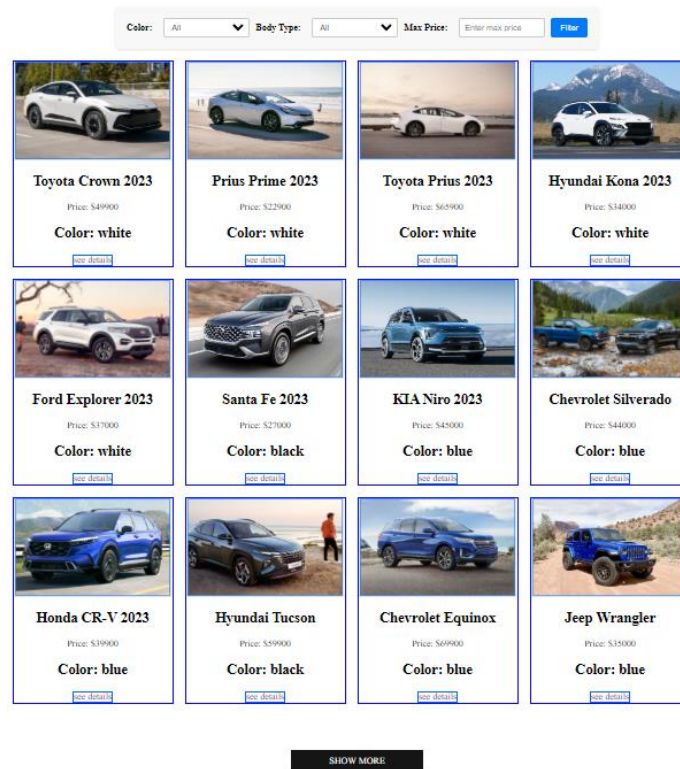 Color: All Body Type: All Max Price: Enter max price Filter
Toyota Crown 2023 Prius Prime 2023 Toyota Prius 2023 Hyundai Kona 2023
Price: $49900 Price: $22900 Price: $65900 Price: $34000
Color: white Color: white Color: white Color: white
see details see details see details see details
Ford Explorer 2023 Santa Fe 2023 KIA Niro 2023 Chevrolet Silverado
Price: $37000 Price: $27000 Price: $45000 Price: $44000
Color: white Color: black Color: blue Color: blue
see details see details see details see details
Honda CR-V 2023 Hyundai Tucson Chevrolet Equinox Jeep Wrangler
Price: $39900 Price: $59900 Price: $69900 Price: $35000
Color: blue Color: black Color: blue Color: blue
see details see details see details see details
SHOW MORE